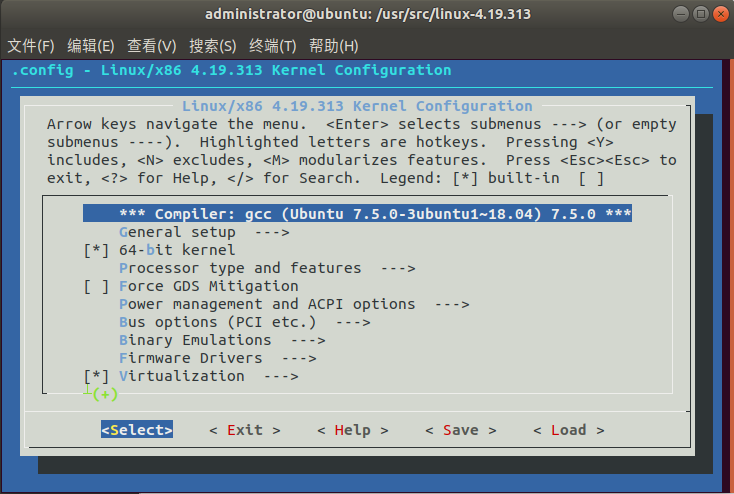 administrator@ubuntu: /usr/src/linux-4.19.313
文件(F) 编辑(E) 查看(V) 搜索(S) 终端(T) 帮助(H)
.config - Linux/x86 4.19.313 Kernel Configuration
Linux/x86 4.19.313 Kernel Configuration
Arrow keys navigate the menu.  <Enter> selects submenus ---> (or empty
submenus ----).  Highlighted letters are hotkeys.  Pressing <Y>
includes, <N> excludes, <M> modularizes features.  Press <Esc><Esc> to
exit, <?> for Help, </> for Search.  Legend: [*] built-in  [ ]
*** Compiler: gcc (Ubuntu 7.5.0-3ubuntu1~18.04) 7.5.0 ***
General setup  --->
[*] 64-bit kernel
Processor type and features  --->
[ ] Force GDS Mitigation
Power management and ACPI options  --->
Bus options (PCI etc.)  --->
Binary Emulations  --->
Firmware Drivers  --->
[*] Virtualization  --->
(+)
<Select>    < Exit >    < Help >    < Save >    < Load >